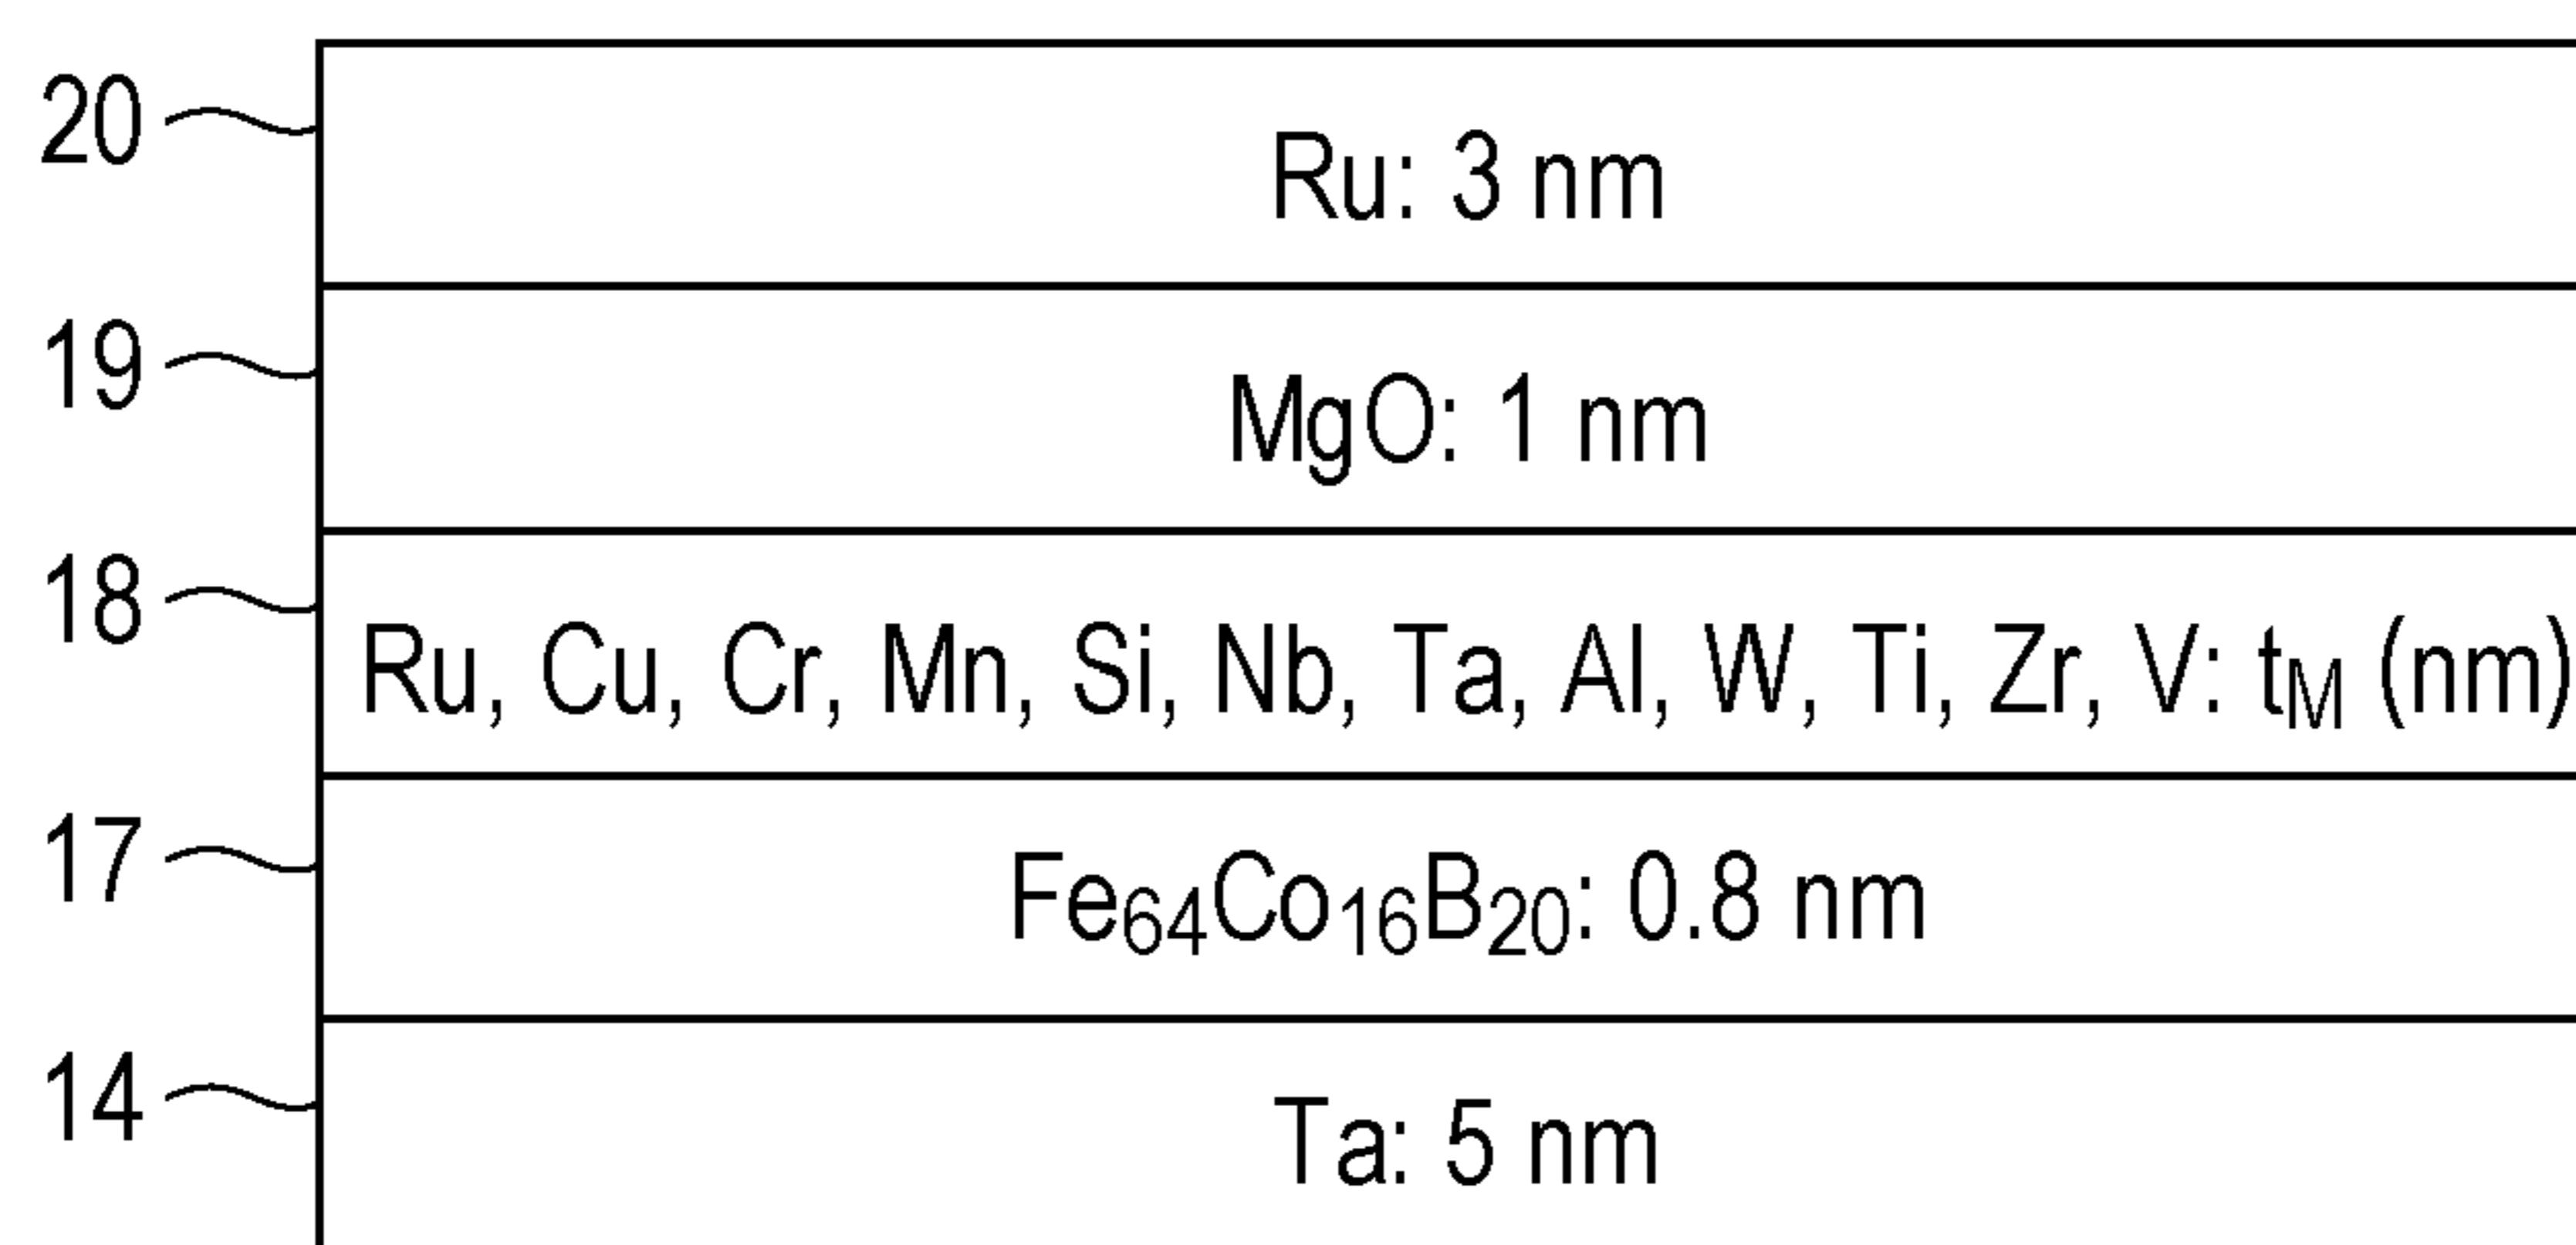 20 Ru: 3 nm
19 MgO: 1 nm
18 Ru, Cu, Cr, Mn, Si, Nb, Ta, Al, W, Ti, Zr, V: t_M (nm)
17 Fe₆₄Co₁₆B₂₀: 0.8 nm
14 Ta: 5 nm